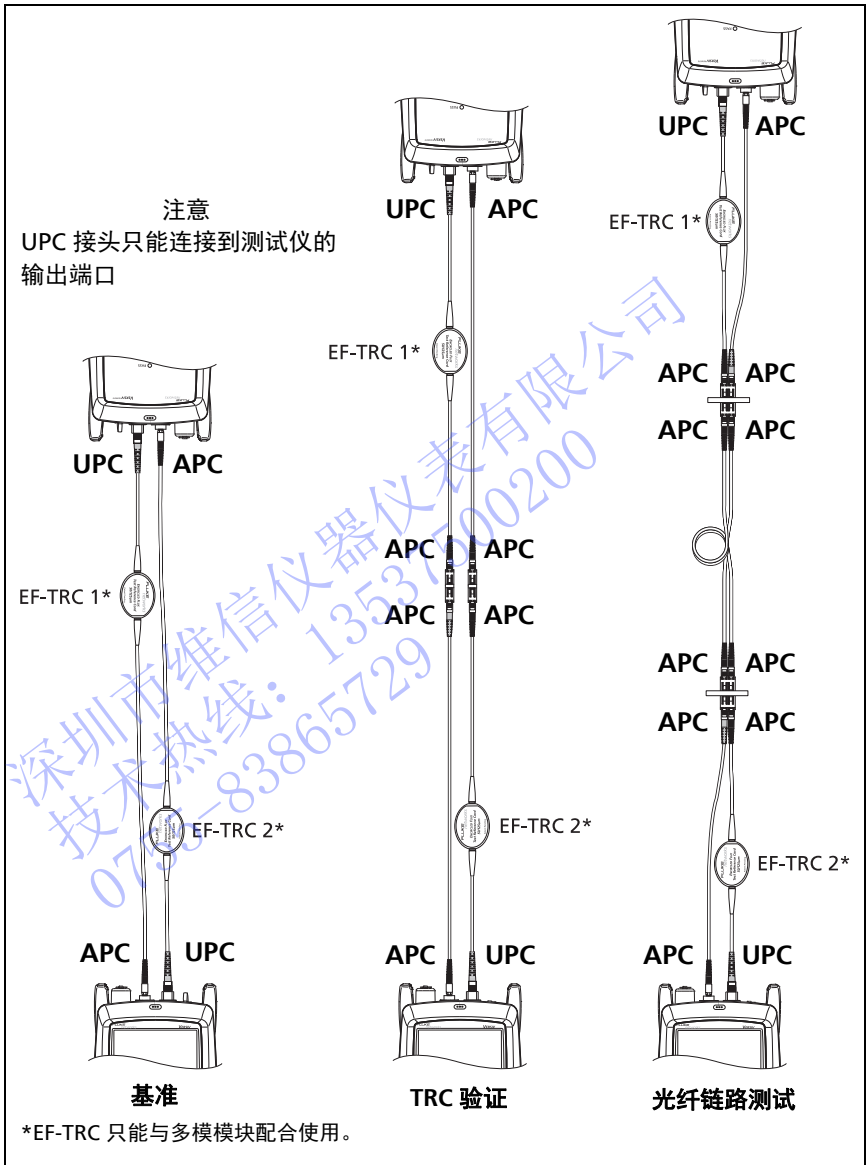 注意
UPC 接头只能连接到测试仪的
输出端口
UPC APC
EF-TRC 1*
EF-TRC 2*
APC UPC
基准
UPC APC
EF-TRC 1*
APC APC
APC APC
EF-TRC 2*
APC UPC
TRC 验证
UPC APC
EF-TRC 1*
APC APC
APC APC
APC APC
APC APC
EF-TRC 2*
APC UPC
光纤链路测试
*EF-TRC 只能与多模模块配合使用。
深圳市维信仪器仪表有限公司
技术热线：13537500200
0755-83865729